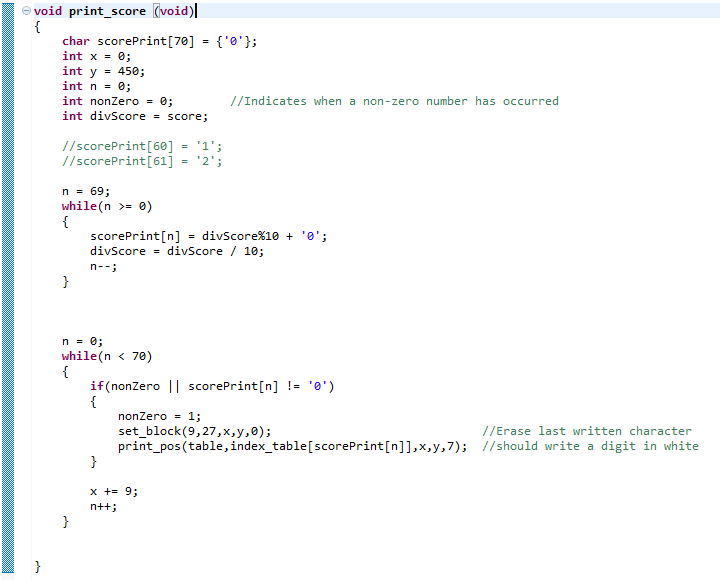 void print_score (void)
{
    char scorePrint[70] = {'0'};
    int x = 0;
    int y = 450;
    int n = 0;
    int nonZero = 0;        //Indicates when a non-zero number has occurred
    int divScore = score;

    //scorePrint[60] = '1';
    //scorePrint[61] = '2';

    n = 69;
    while(n >= 0)
    {
        scorePrint[n] = divScore%10 + '0';
        divScore = divScore / 10;
        n--;
    }

    n = 0;
    while(n < 70)
    {
        if(nonZero || scorePrint[n] != '0')
        {
            nonZero = 1;
            set_block(9,27,x,y,0);                              //Erase last written character
            print_pos(table,index_table[scorePrint[n]],x,y,7);  //should write a digit in white
        }

        x += 9;
        n++;
    }

}